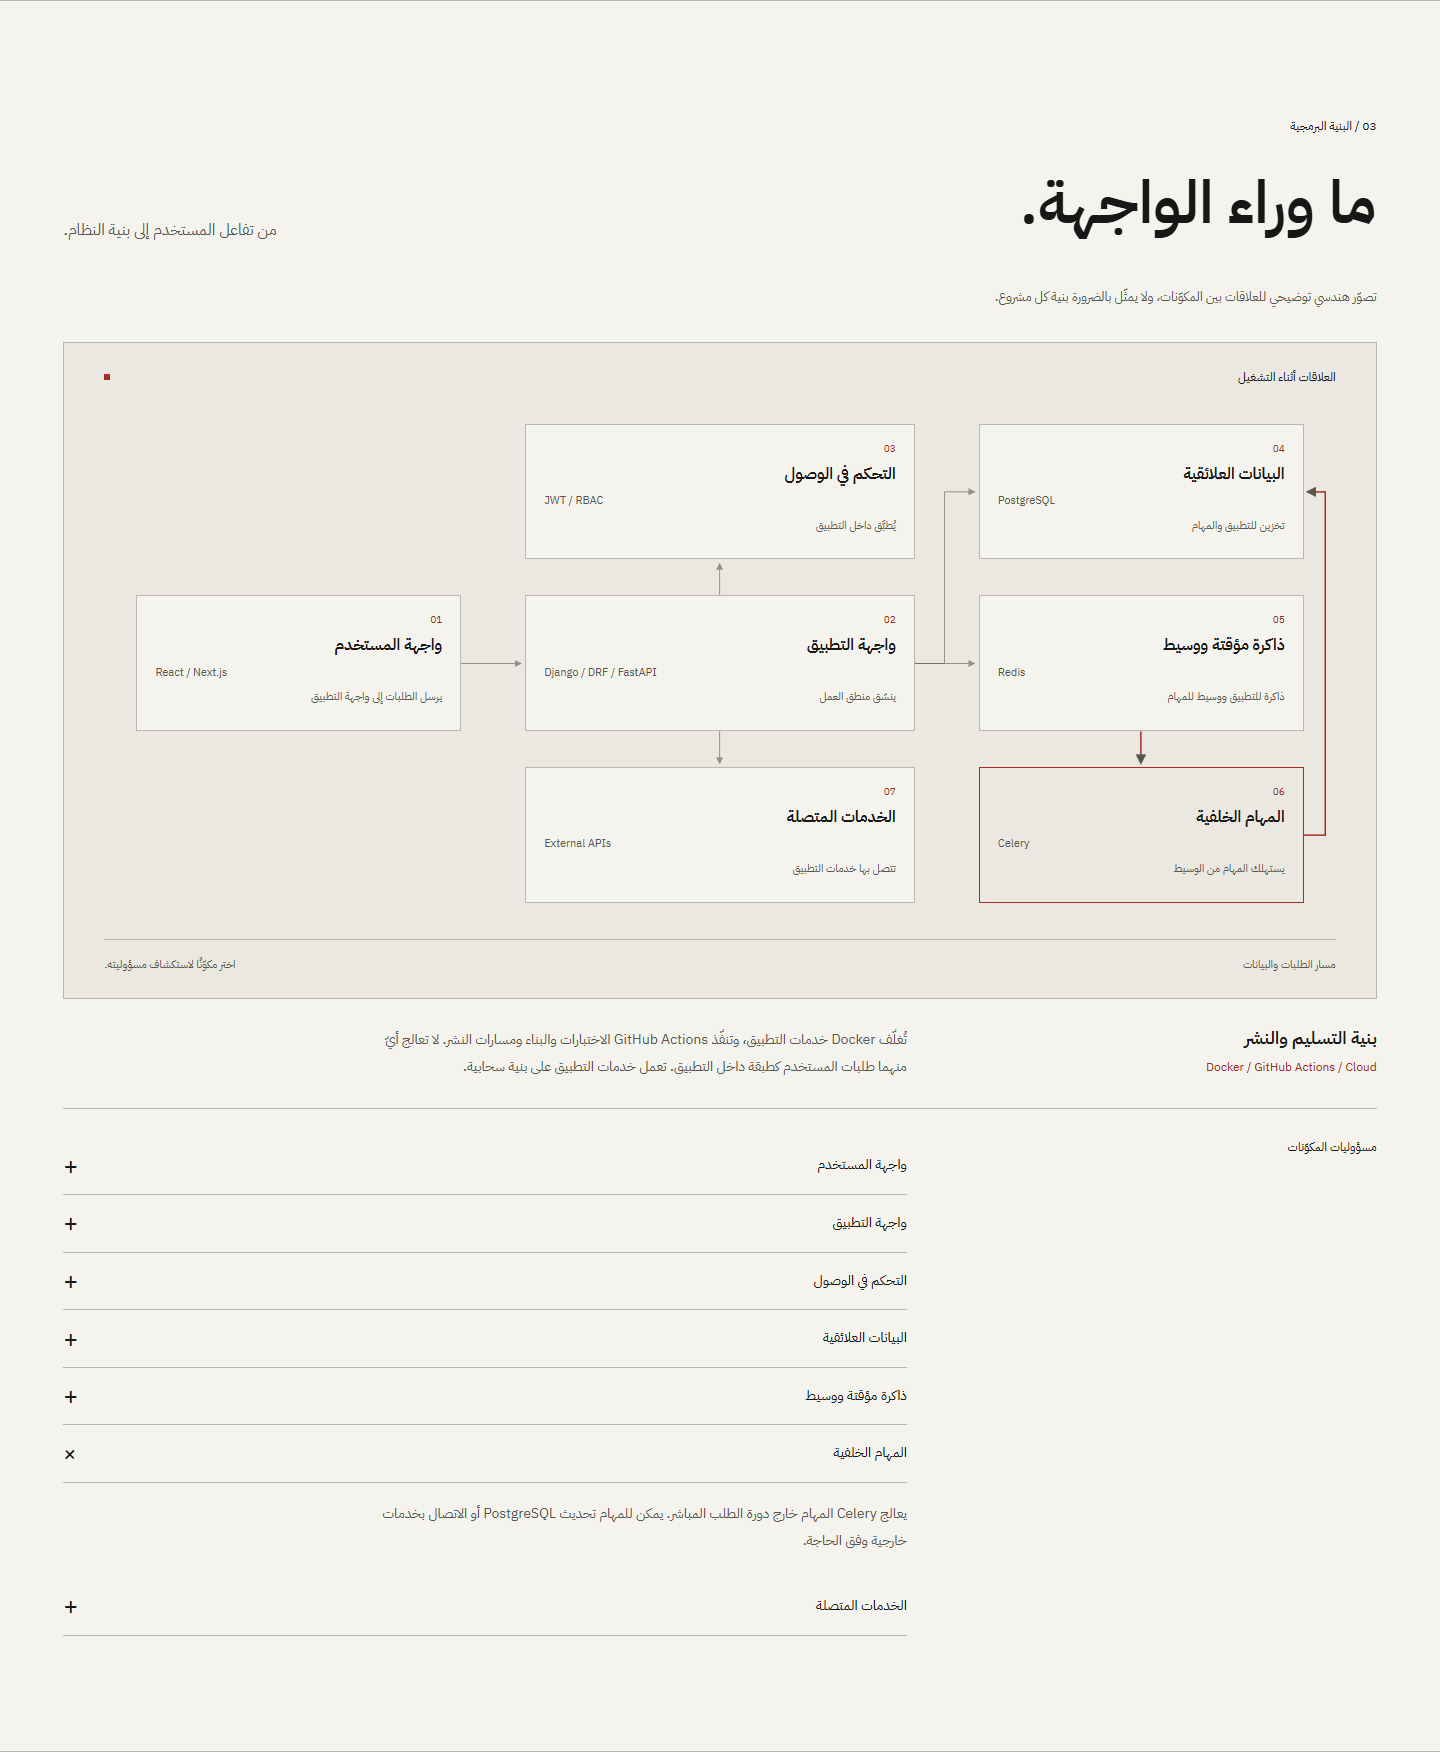 03 / البنية البرمجية
ما وراء الواجهة.
من تفاعل المستخدم إلى بنية النظام.
تصوّر هندسي توضيحي للعلاقات بين المكوّنات، ولا يمثّل بالضرورة بنية كل مشروع.
العلاقات أثناء التشغيل
04
البيانات العلائقية
PostgreSQL
تخزين للتطبيق والمهام
03
التحكم في الوصول
JWT / RBAC
يُطبَّق داخل التطبيق
05
ذاكرة مؤقتة ووسيط
Redis
ذاكرة للتطبيق ووسيط للمهام
02
واجهة التطبيق
Django / DRF / FastAPI
ينسّق منطق العمل
01
واجهة المستخدم
React / Next.js
يرسل الطلبات إلى واجهة التطبيق
06
المهام الخلفية
Celery
يستهلك المهام من الوسيط
07
الخدمات المتصلة
External APIs
تتصل بها خدمات التطبيق
مسار الطلبات والبيانات
اختر مكوّنًا لاستكشاف مسؤوليته.
بنية التسليم والنشر
Docker / GitHub Actions / Cloud
تُغلّف Docker خدمات التطبيق، وتنفّذ GitHub Actions الاختبارات والبناء ومسارات النشر. لا تعالج أيّ
منهما طلبات المستخدم كطبقة داخل التطبيق. تعمل خدمات التطبيق على بنية سحابية.
مسؤوليات المكوّنات
واجهة المستخدم +
واجهة التطبيق +
التحكم في الوصول +
البيانات العلائقية +
ذاكرة مؤقتة ووسيط +
المهام الخلفية ×
يعالج Celery المهام خارج دورة الطلب المباشر. يمكن للمهام تحديث PostgreSQL أو الاتصال بخدمات
خارجية وفق الحاجة.
الخدمات المتصلة +